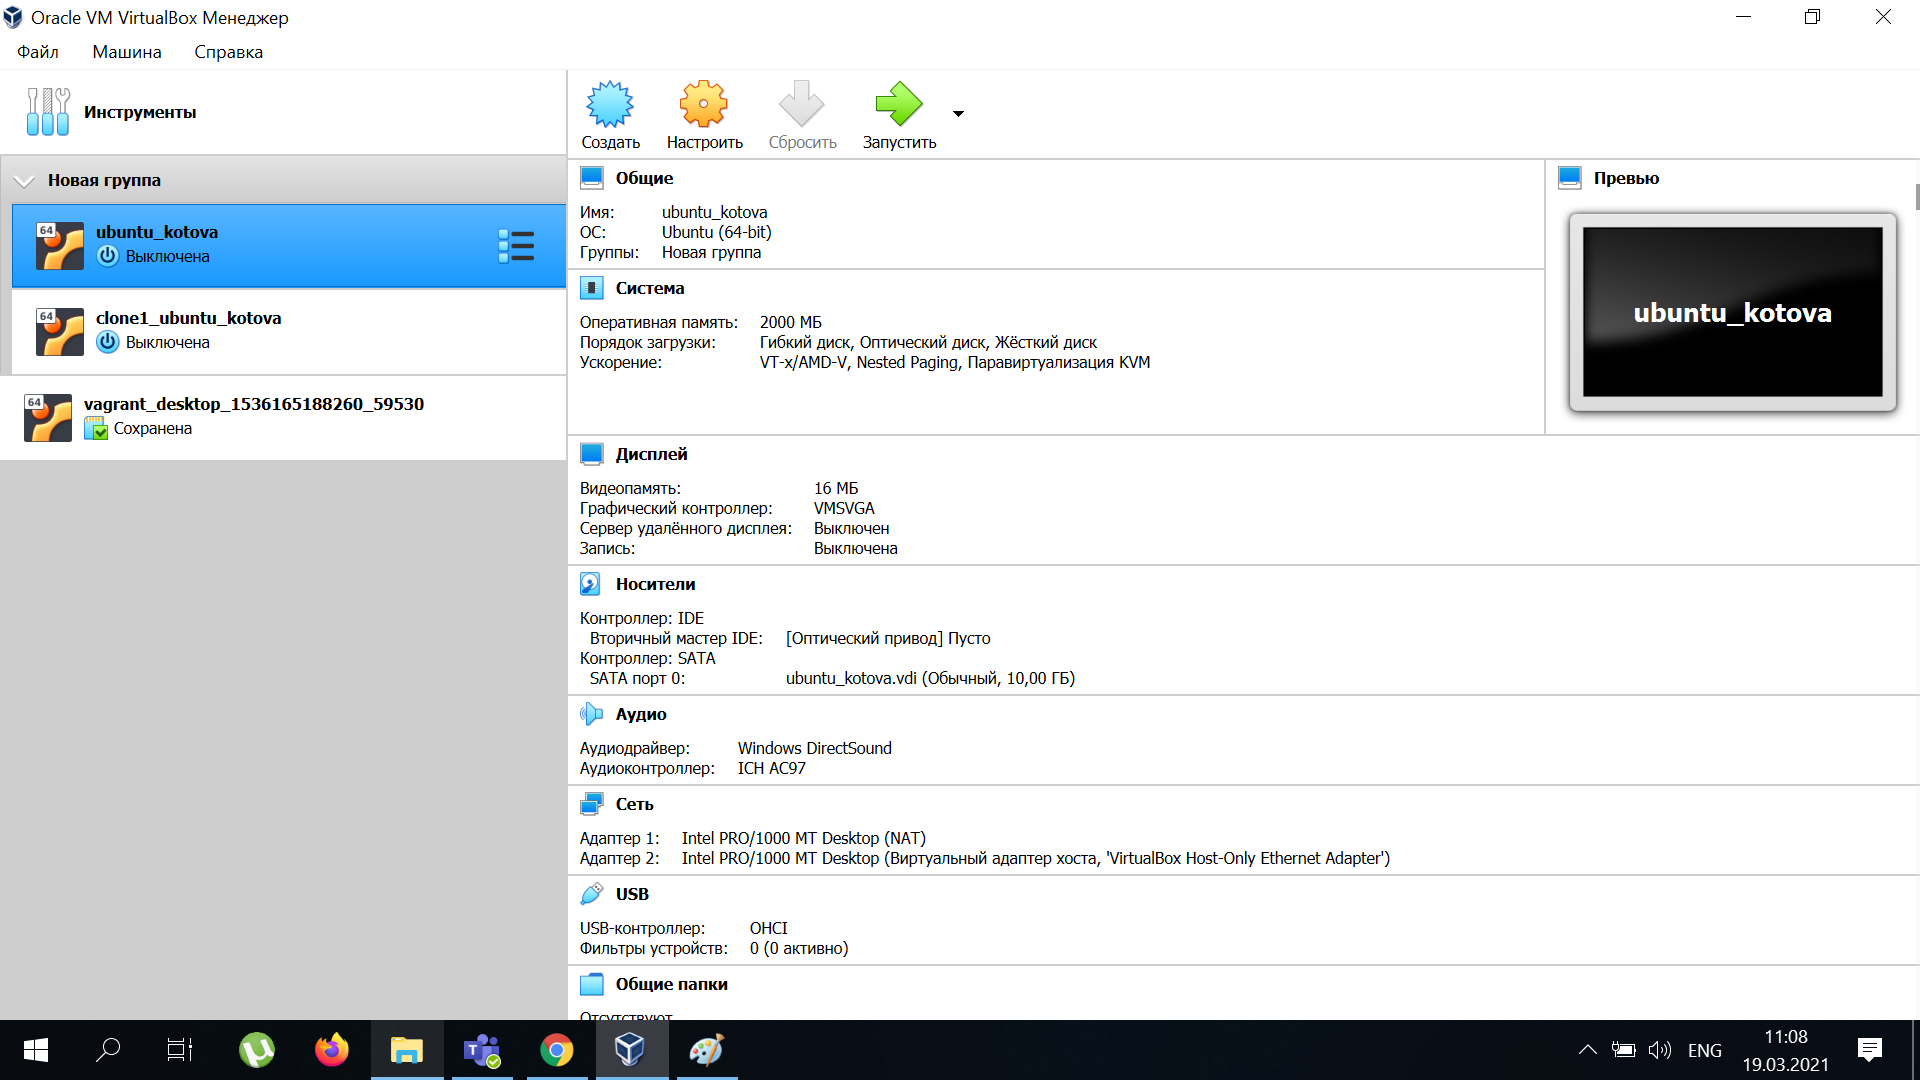 Oracle VM VirtualBox Менеджер
Файл Машина Справка
Инструменты
Новая группа
64
ubuntu_kotova
Выключена
64
clone1_ubuntu_kotova
Выключена
64
vagrant_desktop_1536165188260_59530
Сохранена
Создать Настроить Сбросить Запустить
Общие
Имя: ubuntu_kotova
ОС: Ubuntu (64-bit)
Группы: Новая группа
Превью
ubuntu_kotova
Система
Оперативная память: 2000 МБ
Порядок загрузки: Гибкий диск, Оптический диск, Жёсткий диск
Ускорение: VT-x/AMD-V, Nested Paging, Паравиртуализация KVM
Дисплей
Видеопамять: 16 МБ
Графический контроллер: VMSVGA
Сервер удалённого дисплея: Выключен
Запись: Выключена
Носители
Контроллер: IDE
Вторичный мастер IDE: [Оптический привод] Пусто
Контроллер: SATA
SATA порт 0: ubuntu_kotova.vdi (Обычный, 10,00 ГБ)
Аудио
Аудиодрайвер: Windows DirectSound
Аудиоконтроллер: ICH AC97
Сеть
Адаптер 1: Intel PRO/1000 MT Desktop (NAT)
Адаптер 2: Intel PRO/1000 MT Desktop (Виртуальный адаптер хоста, 'VirtualBox Host-Only Ethernet Adapter')
USB
USB-контроллер: OHCI
Фильтры устройств: 0 (0 активно)
Общие папки
Отсутствуют
ENG
11:08
19.03.2021